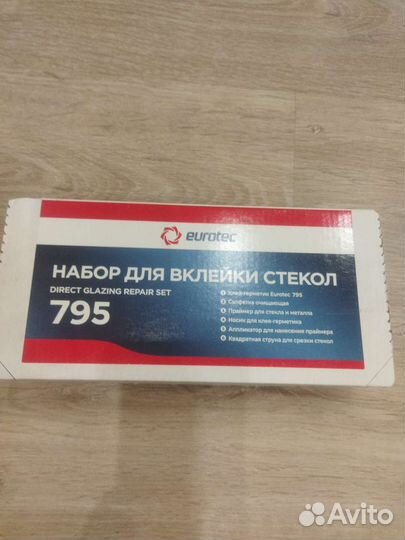 eurotec
НАБОР ДЛЯ ВКЛЕЙКИ СТЕКОЛ
DIRECT GLAZING REPAIR SET
795
Клей-герметик Eurotec 795
Салфетка очищающая
Праймер для стекла и металла
Носик для клея-герметика
Аппликатор для нанесения праймера
Квадратная струна для срезки стекол
Avito